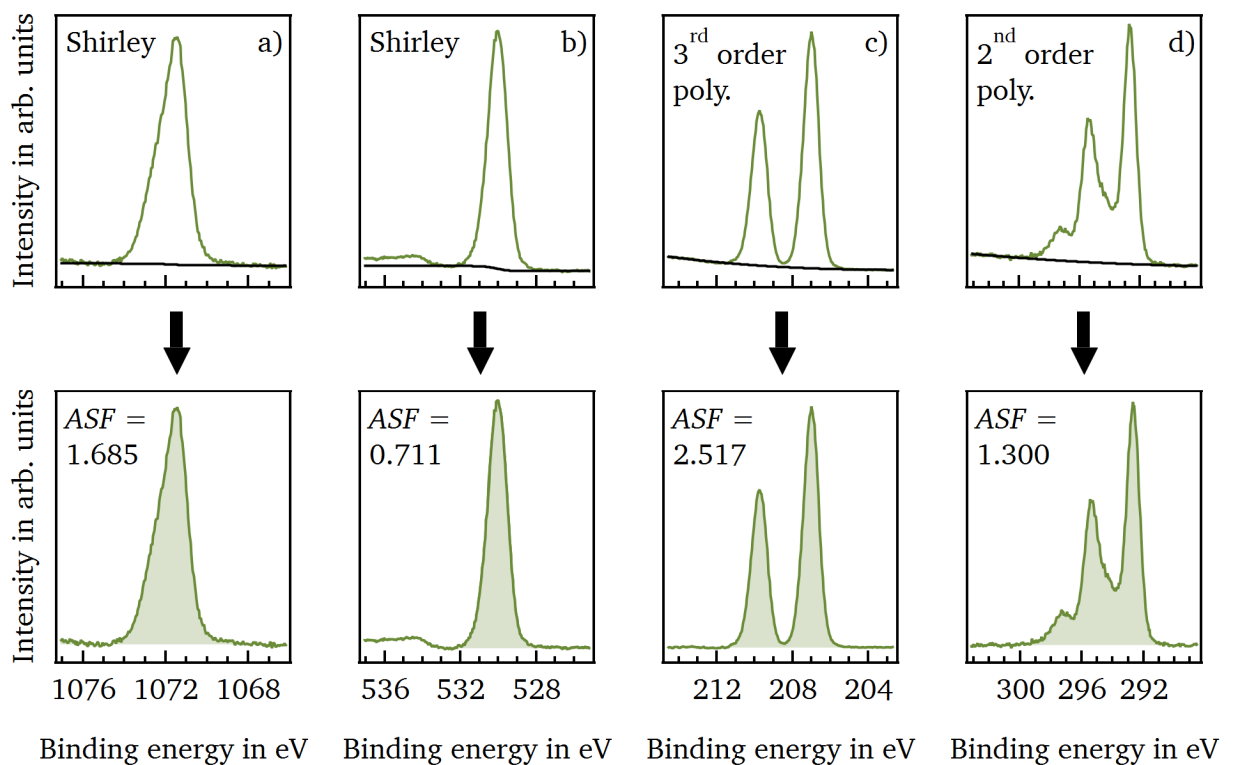 Intensity in arb. units
Shirley a)
Shirley b)
3rd order c)
poly.
2nd order d)
poly.
Intensity in arb. units
ASF =
1.685
ASF =
0.711
ASF =
2.517
ASF =
1.300
1076 1072 1068
536 532 528
212 208 204
300 296 292
Binding energy in eV
Binding energy in eV
Binding energy in eV
Binding energy in eV